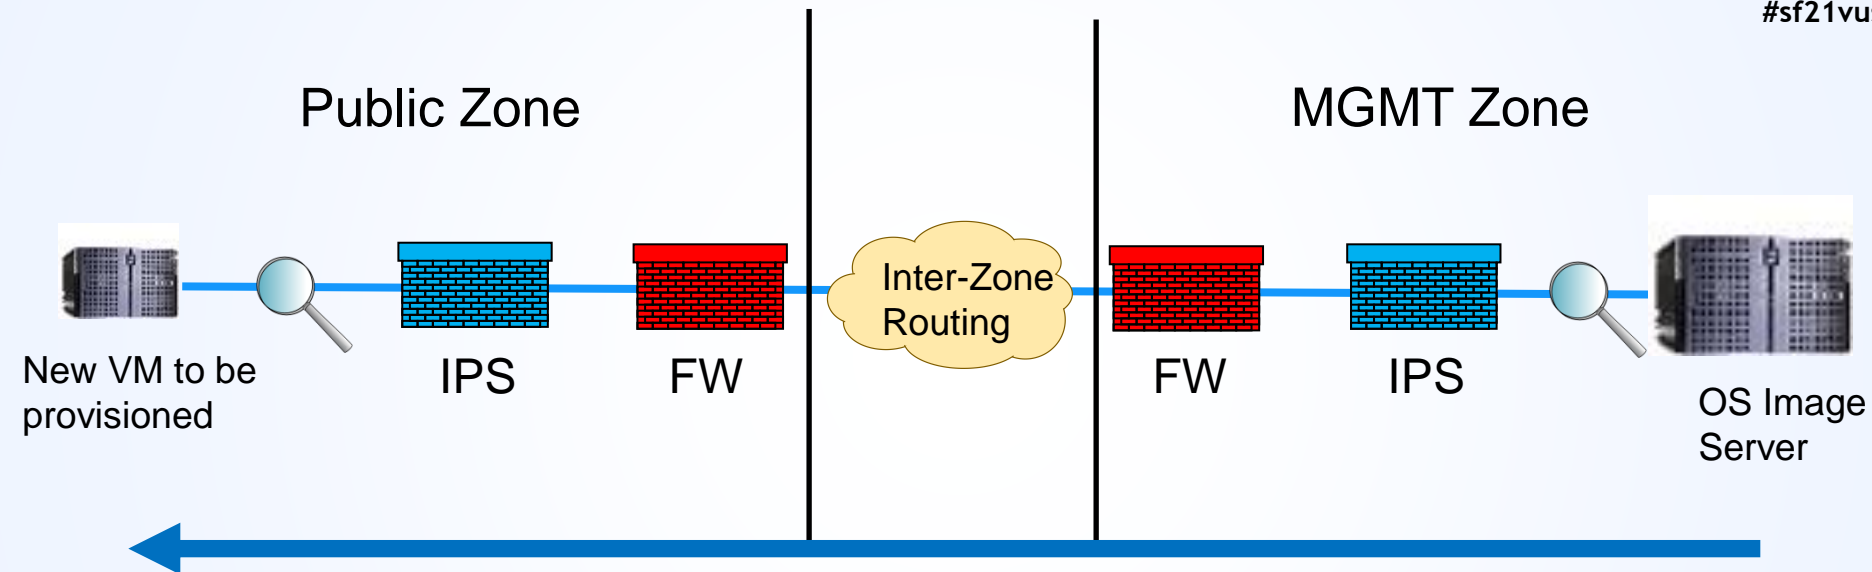 #sf21vu
Public Zone
MGMT Zone
Inter-Zone
Routing
New VM to be
provisioned
IPS
FW
FW
IPS
OS Image
Server